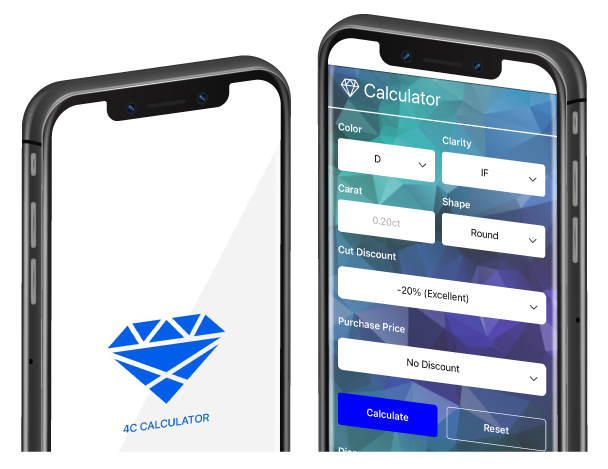 4C CALCULATOR
Calculator
Color
Clarity
D
IF
Carat
Shape
0.20ct
Round
Cut Discount
-20% (Excellent)
Purchase Price
No Discount
Calculate
Reset